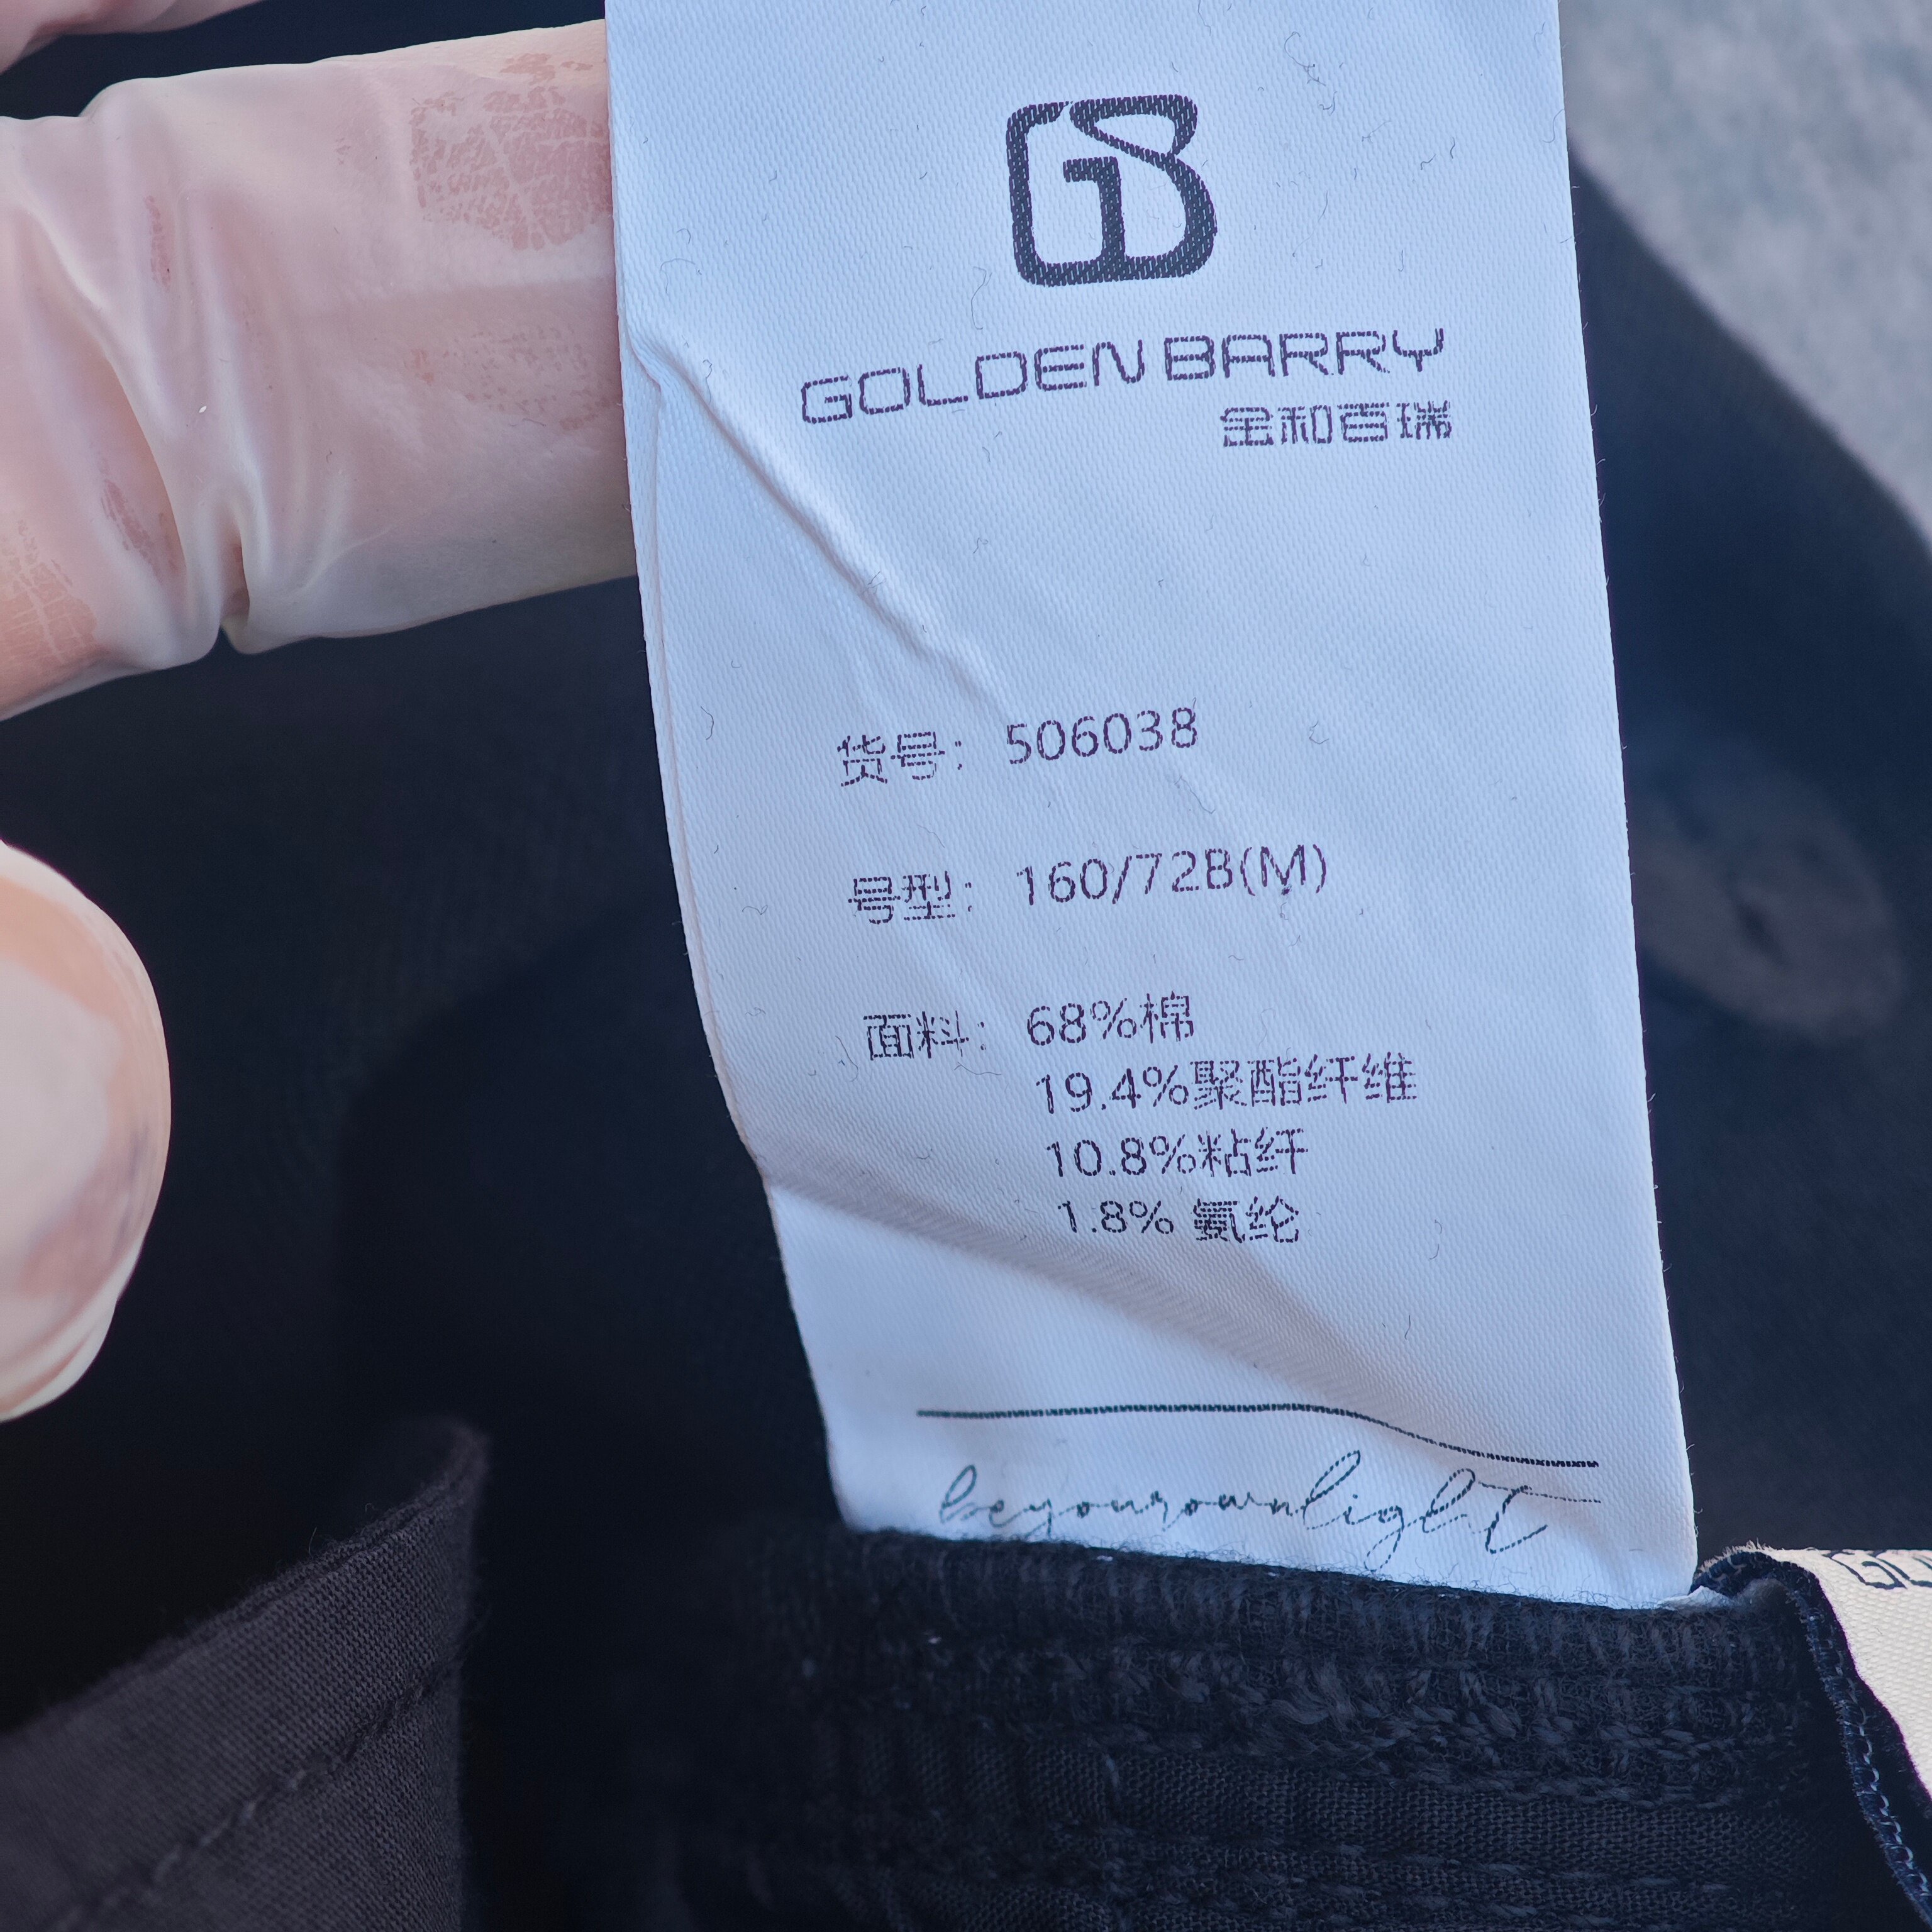 GB
GOLDEN BARRY
金和百瑞
货号：506038
号型：160/72B(M)
面料：68%棉
19.4%聚酯纤维
10.8%粘纤
1.8% 氨纶
beyourownlight